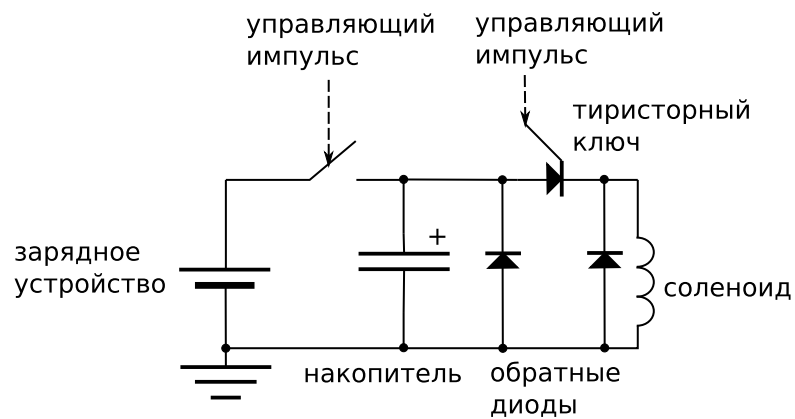 управляющий
импульс
управляющий
импульс
тиристорный
ключ
+
зарядное
устройство
соленоид
накопитель
обратные
диоды